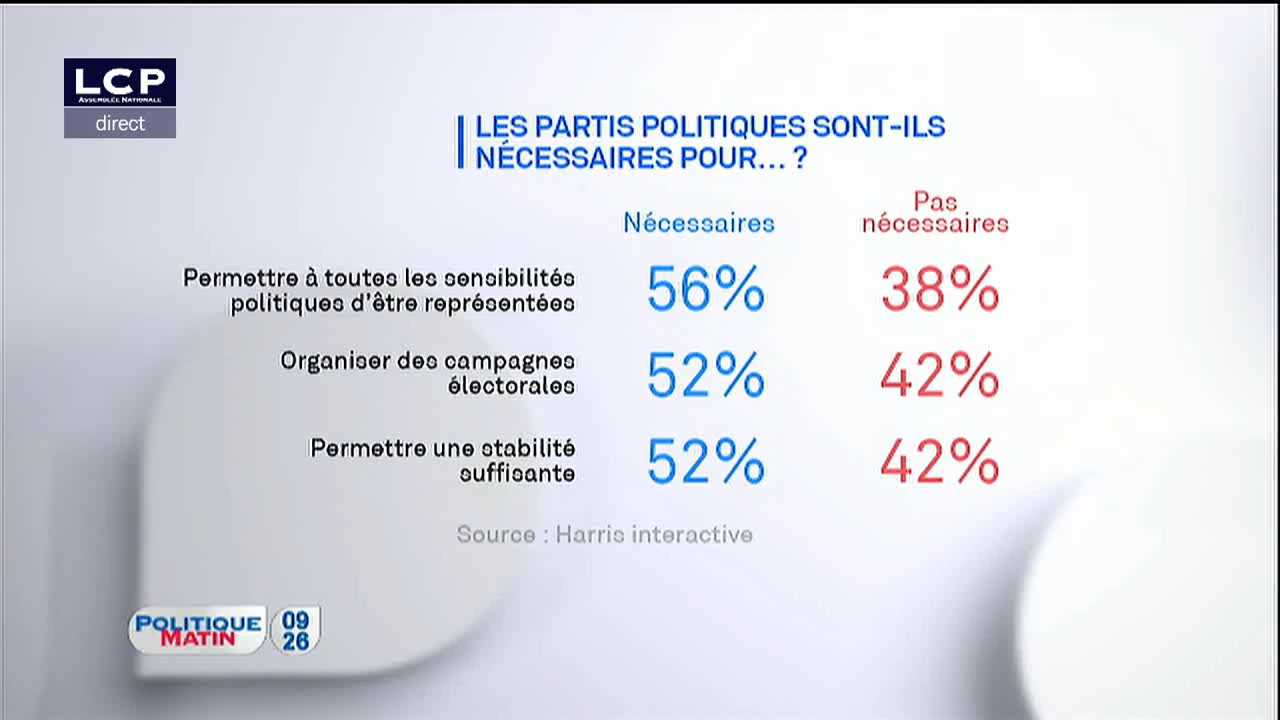 LCP
ASSEMBLÉE NATIONALE
direct
LES PARTIS POLITIQUES SONT-ILS
NÉCESSAIRES POUR... ?
Nécessaires
Pas
nécessaires
Permettre à toutes les sensibilités
politiques d'être représentées
56% 38%
Organiser des campagnes
électorales
52% 42%
Permettre une stabilité
suffisante
52% 42%
Source : Harris interactive
POLITIQUE
MATIN
09
26